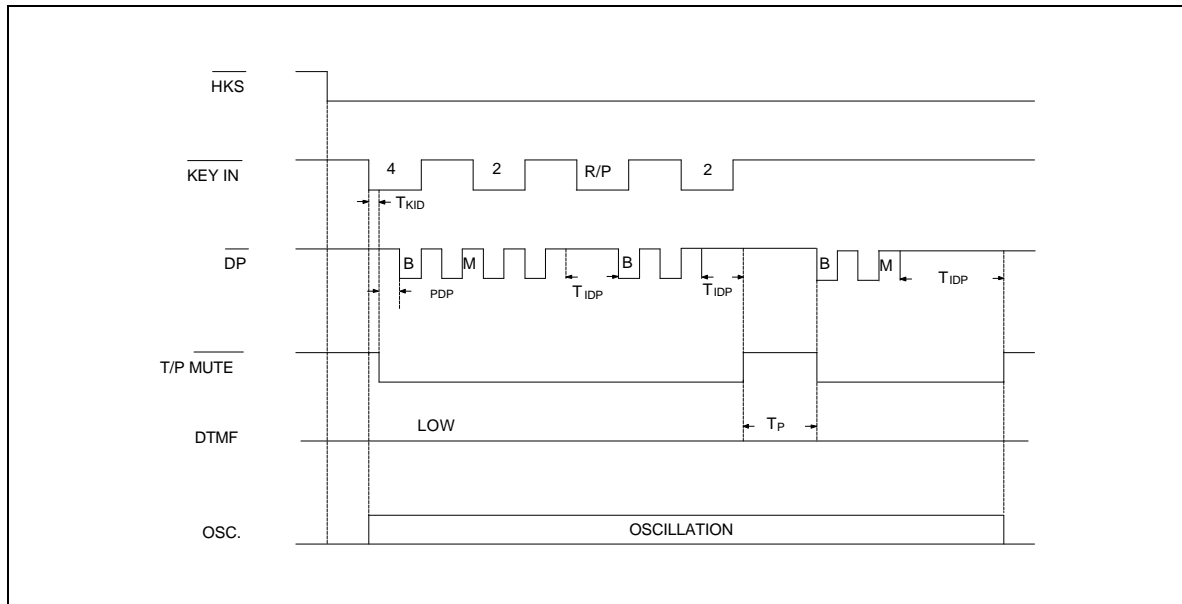 HKS
KEY IN
4
2
R/P
2
TKID
DP
B
M
B
B
M
PDP
TIDP
TIDP
TIDP
T/P MUTE
LOW
DTMF
TP
OSC.
OSCILLATION